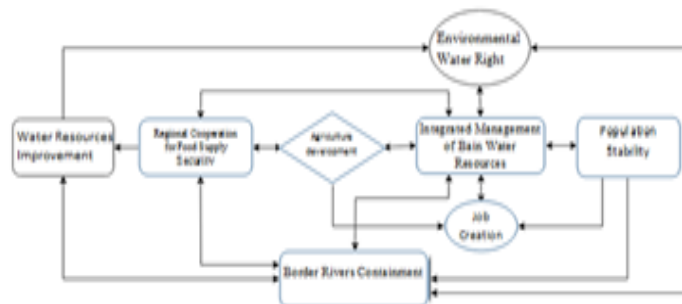 Environmental
Water Right
Water Resources
Improvement
Regional Cooperation
for Food Supply
Security
Agriculture
development
Integrated Management
of Bain Water
Resources
Population
Stability
Job
Creation
Border Rivers Containment